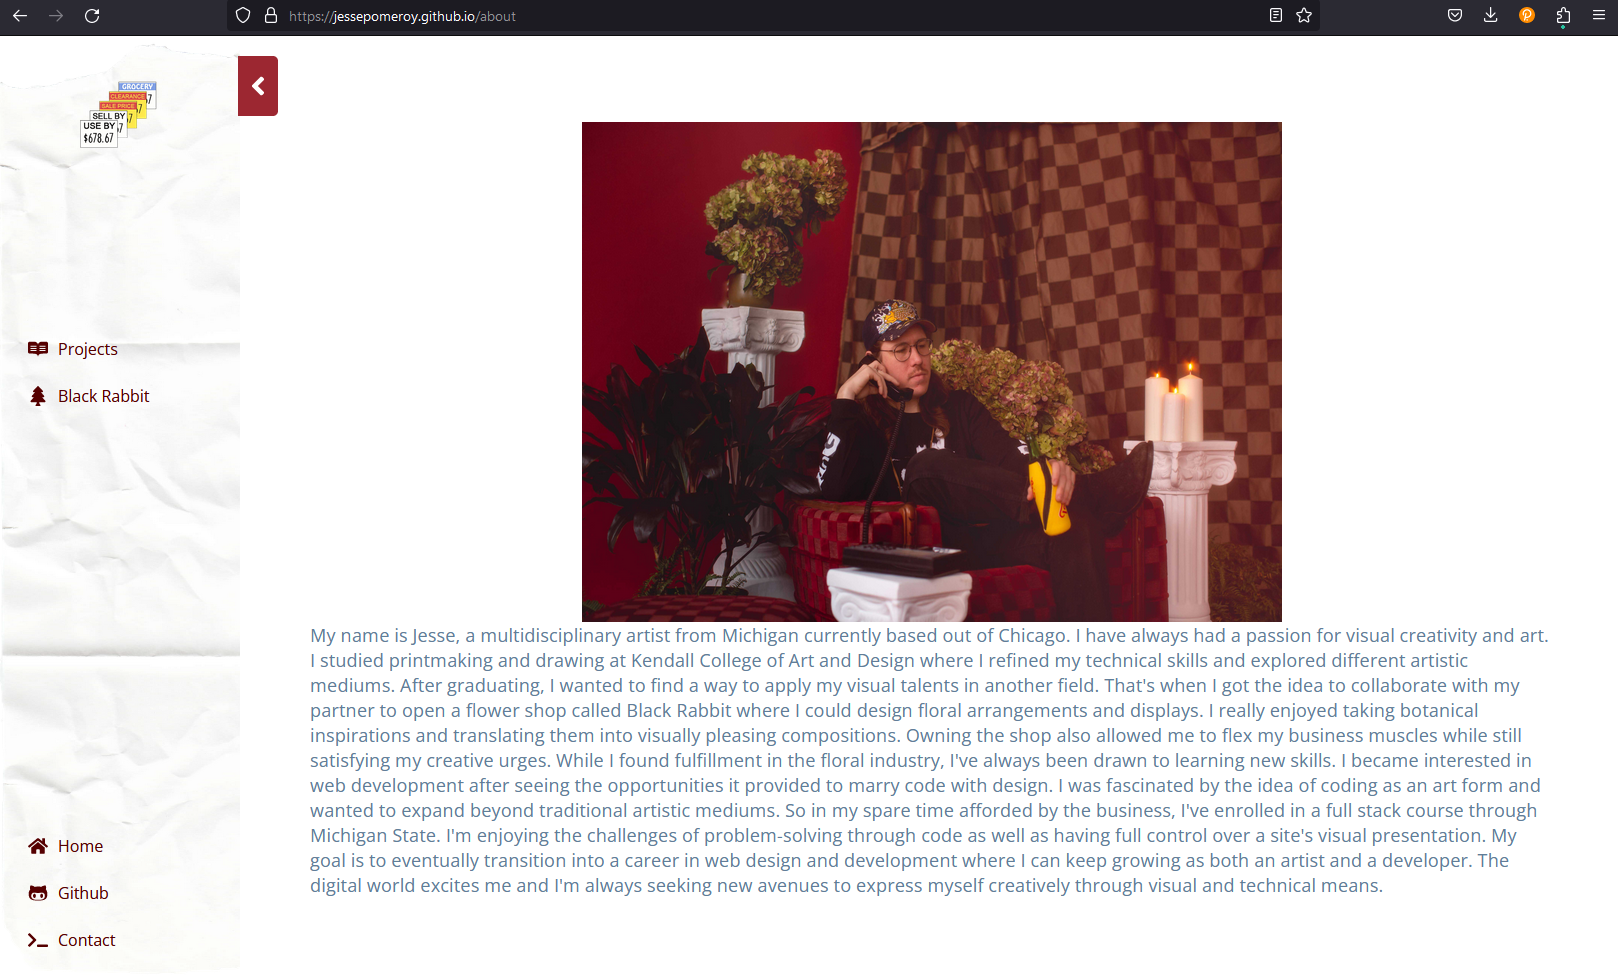 https://jessepomeroy.github.io/about
GROCERY
CLEARANCE
SALE PRICE
SELL BY
USE BY
$678.67
Projects
Black Rabbit
My name is Jesse, a multidisciplinary artist from Michigan currently based out of Chicago. I have always had a passion for visual creativity and art.
I studied printmaking and drawing at Kendall College of Art and Design where I refined my technical skills and explored different artistic
mediums. After graduating, I wanted to find a way to apply my visual talents in another field. That's when I got the idea to collaborate with my
partner to open a flower shop called Black Rabbit where I could design floral arrangements and displays. I really enjoyed taking botanical
inspirations and translating them into visually pleasing compositions. Owning the shop also allowed me to flex my business muscles while still
satisfying my creative urges. While I found fulfillment in the floral industry, I've always been drawn to learning new skills. I became interested in
web development after seeing the opportunities it provided to marry code with design. I was fascinated by the idea of coding as an art form and
wanted to expand beyond traditional artistic mediums. So in my spare time afforded by the business, I've enrolled in a full stack course through
Michigan State. I'm enjoying the challenges of problem-solving through code as well as having full control over a site's visual presentation. My
goal is to eventually transition into a career in web design and development where I can keep growing as both an artist and a developer. The
digital world excites me and I'm always seeking new avenues to express myself creatively through visual and technical means.
Home
Github
Contact